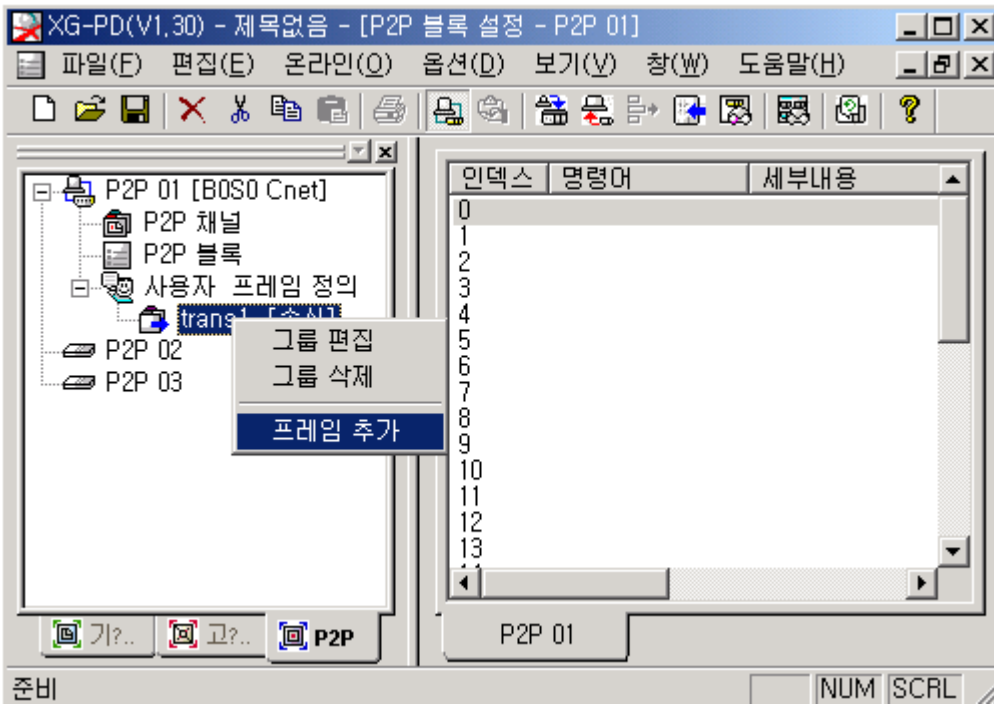 XG-PD(V1,30) - 제목없음 - [P2P 블록 설정 - P2P 01]
파일(F) 편집(E) 온라인(O) 옵션(D) 보기(V) 창(W) 도움말(H)
P2P 01 [B0S0 Cnet]
P2P 채널
P2P 블록
사용자 프레임 정의
trans1 [송신]
P2P 02
P2P 03
그룹 편집
그룹 삭제
프레임 추가
인덱스 명령어 세부내용
0
1
2
3
4
5
6
7
8
9
10
11
12
13
기?.. 고?.. P2P
P2P 01
준비 NUM SCRL